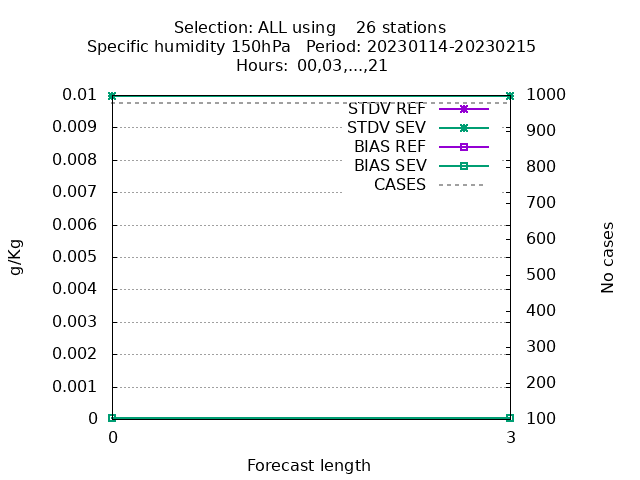 Selection: ALL using    26 stations
Specific humidity 150hPa   Period: 20230114-20230215
Hours: 00,03,...,21
0.01
0.009
0.008
0.007
0.006
0.005
0.004
0.003
0.002
0.001
0
g/Kg
STDV REF
STDV SEV
BIAS REF
BIAS SEV
CASES
1000
900
800
700
600
500
400
300
200
100
No cases
0
3
Forecast length